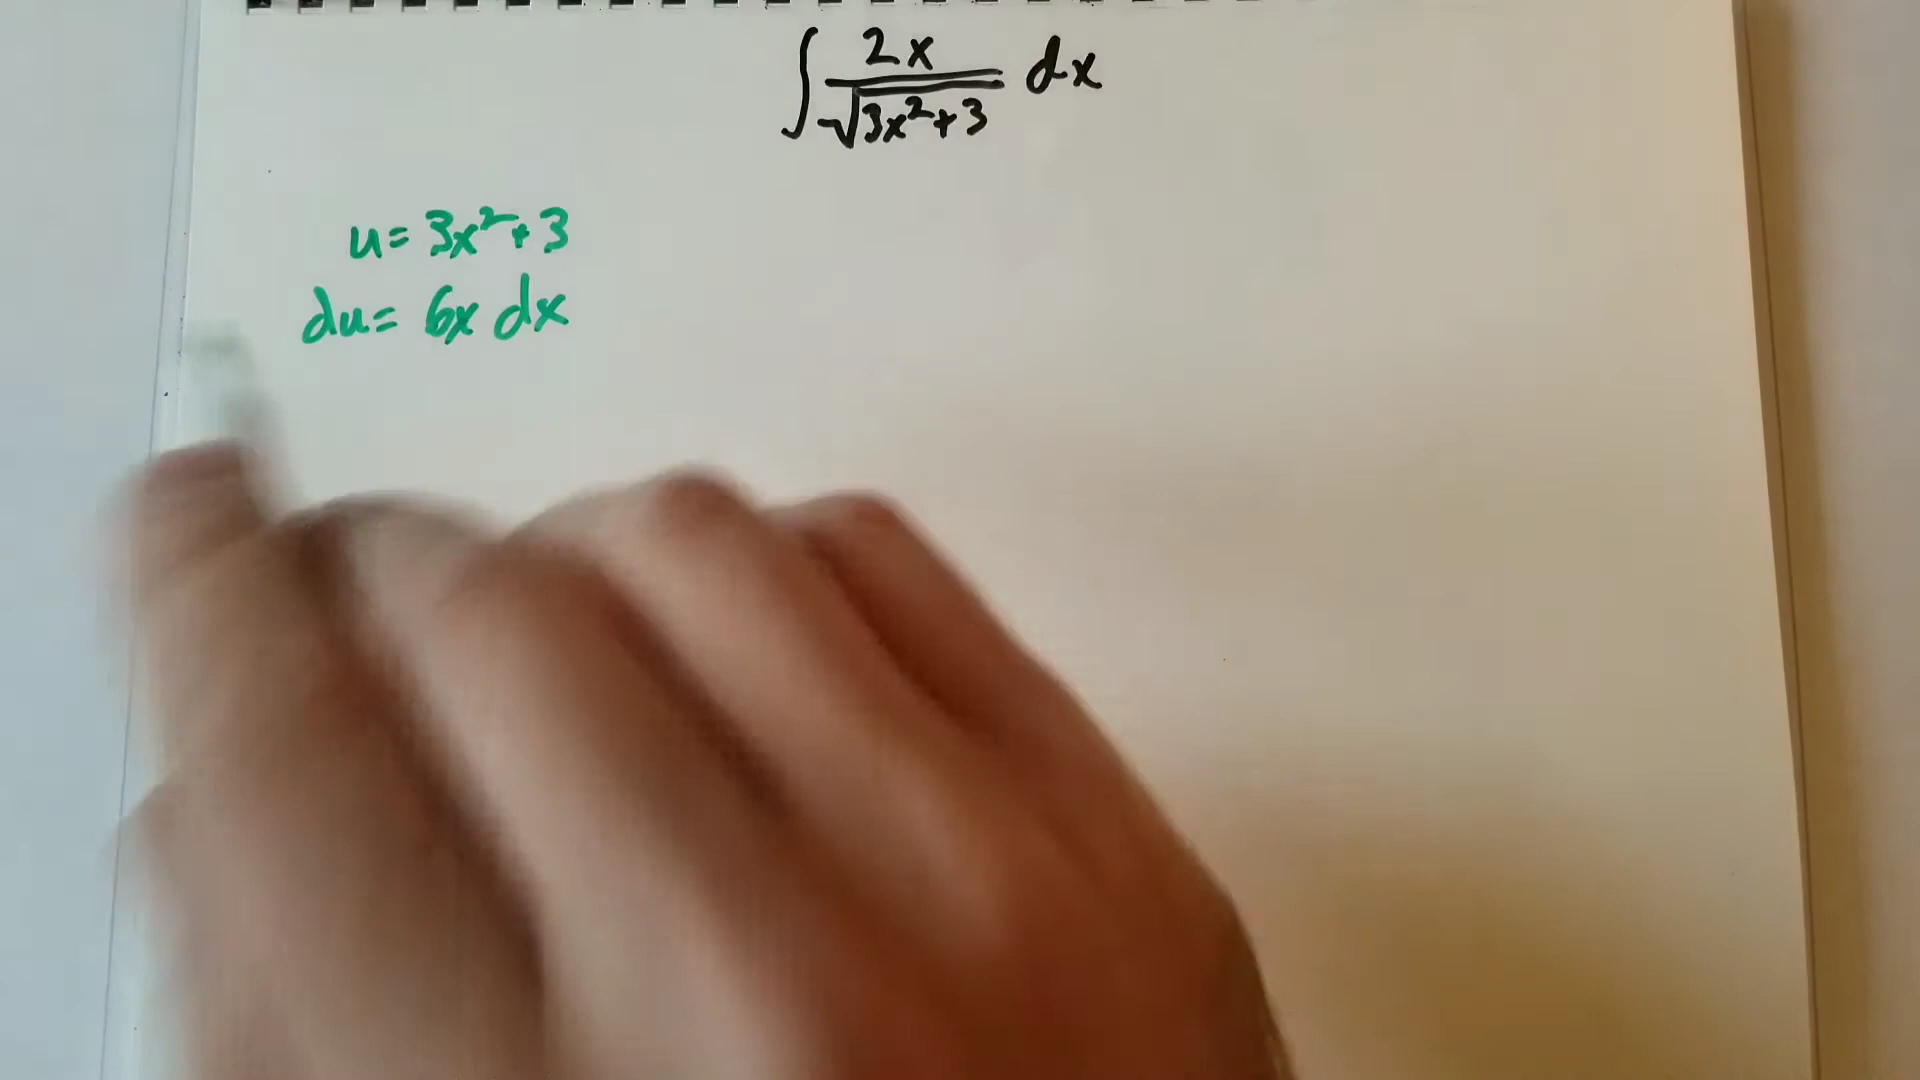 ∫ 2x / √(3x²+3) dx
u = 3x²+3
du = 6x dx